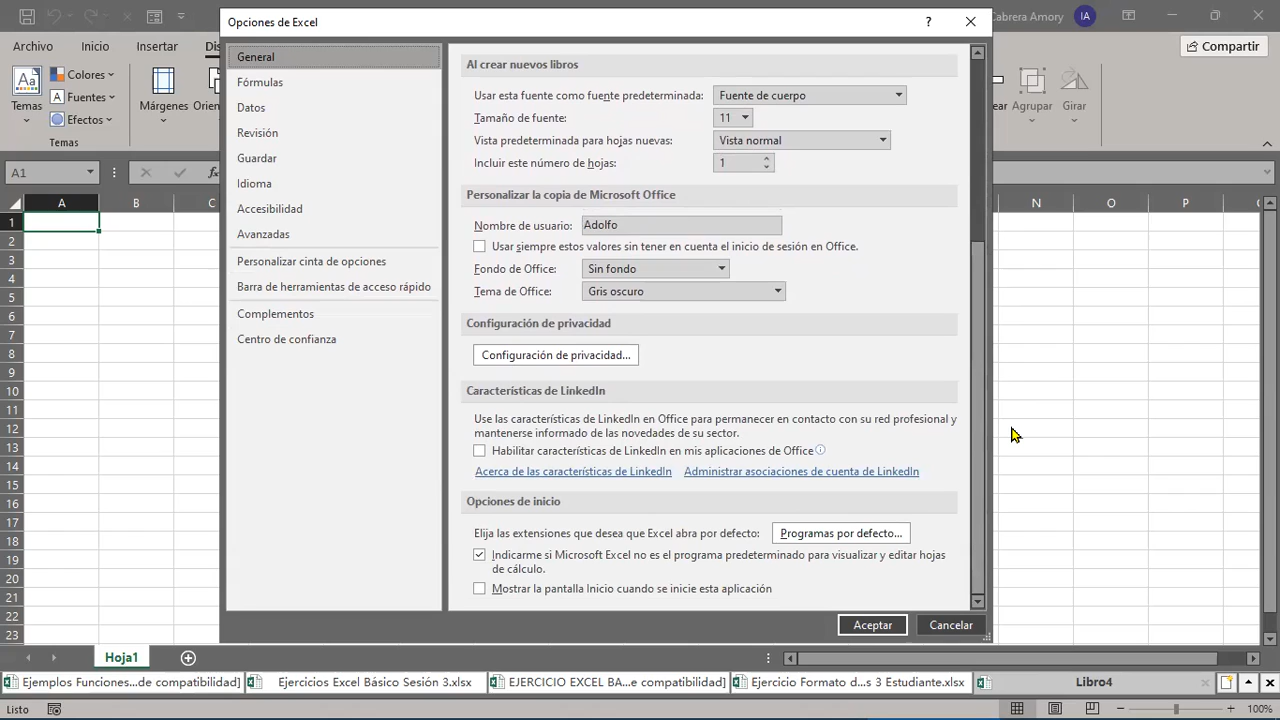 Opciones de Excel
?
Cabrera Amory
IA
Archivo
Inicio
Insertar
Compartir
Temas
Colores
Fuentes
Efectos
Márgenes
Temas
Agrupar
Girar
A1
A B C N O P
1
2
3
4
5
6
7
8
9
10
11
12
13
14
15
16
17
18
19
20
21
22
23
General
Fórmulas
Datos
Revisión
Guardar
Idioma
Accesibilidad
Avanzadas
Personalizar cinta de opciones
Barra de herramientas de acceso rápido
Complementos
Centro de confianza
Al crear nuevos libros
Usar esta fuente como fuente predeterminada: Fuente de cuerpo
Tamaño de fuente: 11
Vista predeterminada para hojas nuevas: Vista normal
Incluir este número de hojas: 1
Personalizar la copia de Microsoft Office
Nombre de usuario: Adolfo
Usar siempre estos valores sin tener en cuenta el inicio de sesión en Office.
Fondo de Office: Sin fondo
Tema de Office: Gris oscuro
Configuración de privacidad
Configuración de privacidad...
Características de LinkedIn
Use las características de LinkedIn en Office para permanecer en contacto con su red profesional y
mantenerse informado de las novedades de su sector.
Habilitar características de LinkedIn en mis aplicaciones de Office
Acerca de las características de LinkedIn Administrar asociaciones de cuenta de LinkedIn
Opciones de inicio
Elija las extensiones que desea que Excel abra por defecto: Programas por defecto...
Indicarme si Microsoft Excel no es el programa predeterminado para visualizar y editar hojas
de cálculo.
Mostrar la pantalla Inicio cuando se inicie esta aplicación
Aceptar Cancelar
Hoja1
Ejemplos Funciones...de compatibilidad] Ejercicios Excel Básico Sesión 3.xlsx EJERCICIO EXCEL BA...e compatibilidad] Ejercicio Formato d...s 3 Estudiante.xlsx Libro4
Listo 100%